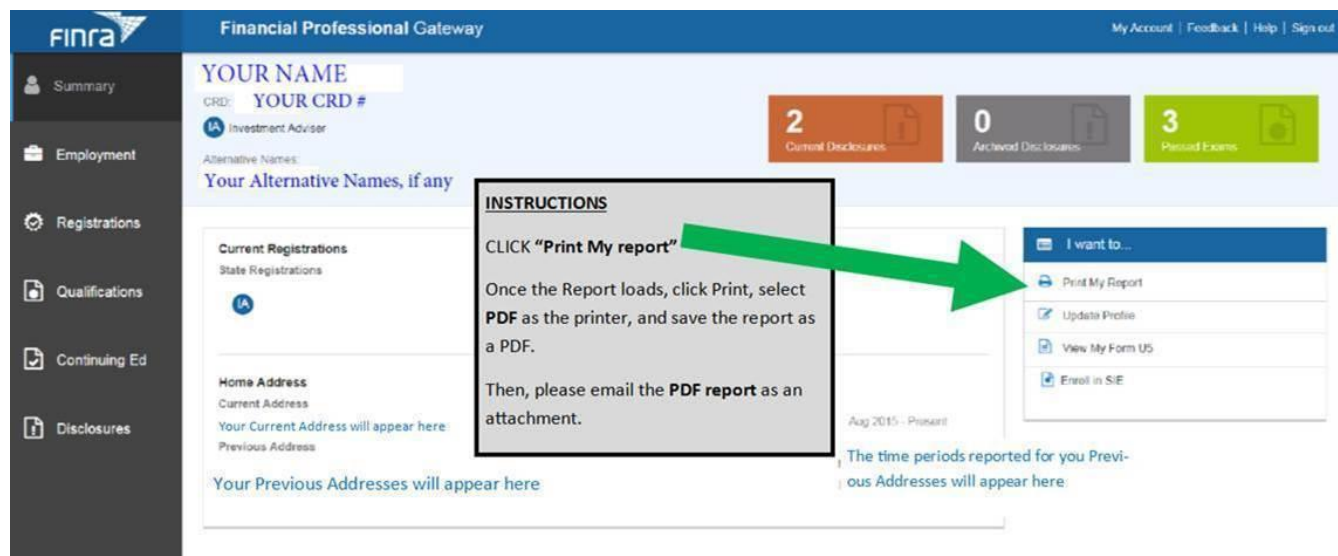 Finra
Financial Professional Gateway
My Account | Feedback | Help | Sign out
Summary
Employment
Registrations
Qualifications
Continuing Ed
Disclosures
YOUR NAME
CRD: YOUR CRD #
IA Investment Adviser
Alternative Names:
Your Alternative Names, if any
2
Current Disclosures
0
Archived Disclosures
3
Passed Exams
Current Registrations
State Registrations
IA
Home Address
Current Address
Your Current Address will appear here
Aug 2015 - Present
Previous Address
Your Previous Addresses will appear here
The time periods reported for you Previ-
ous Addresses will appear here
INSTRUCTIONS
CLICK “Print My report”
Once the Report loads, click Print, select
PDF as the printer, and save the report as
a PDF.
Then, please email the PDF report as an
attachment.
I want to...
Print My Report
Update Profile
View My Form U5
Enroll in SIE